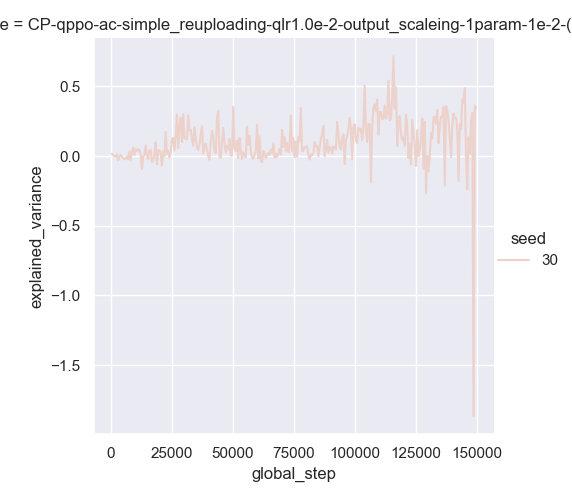 e = CP-qppo-ac-simple_reuploading-qlr1.0e-2-output_scaleing-1param-1e-2-(
0.5
0.0
−0.5
−1.0
−1.5
explained_variance
seed
30
0 25000 50000 75000 100000 125000 150000
global_step